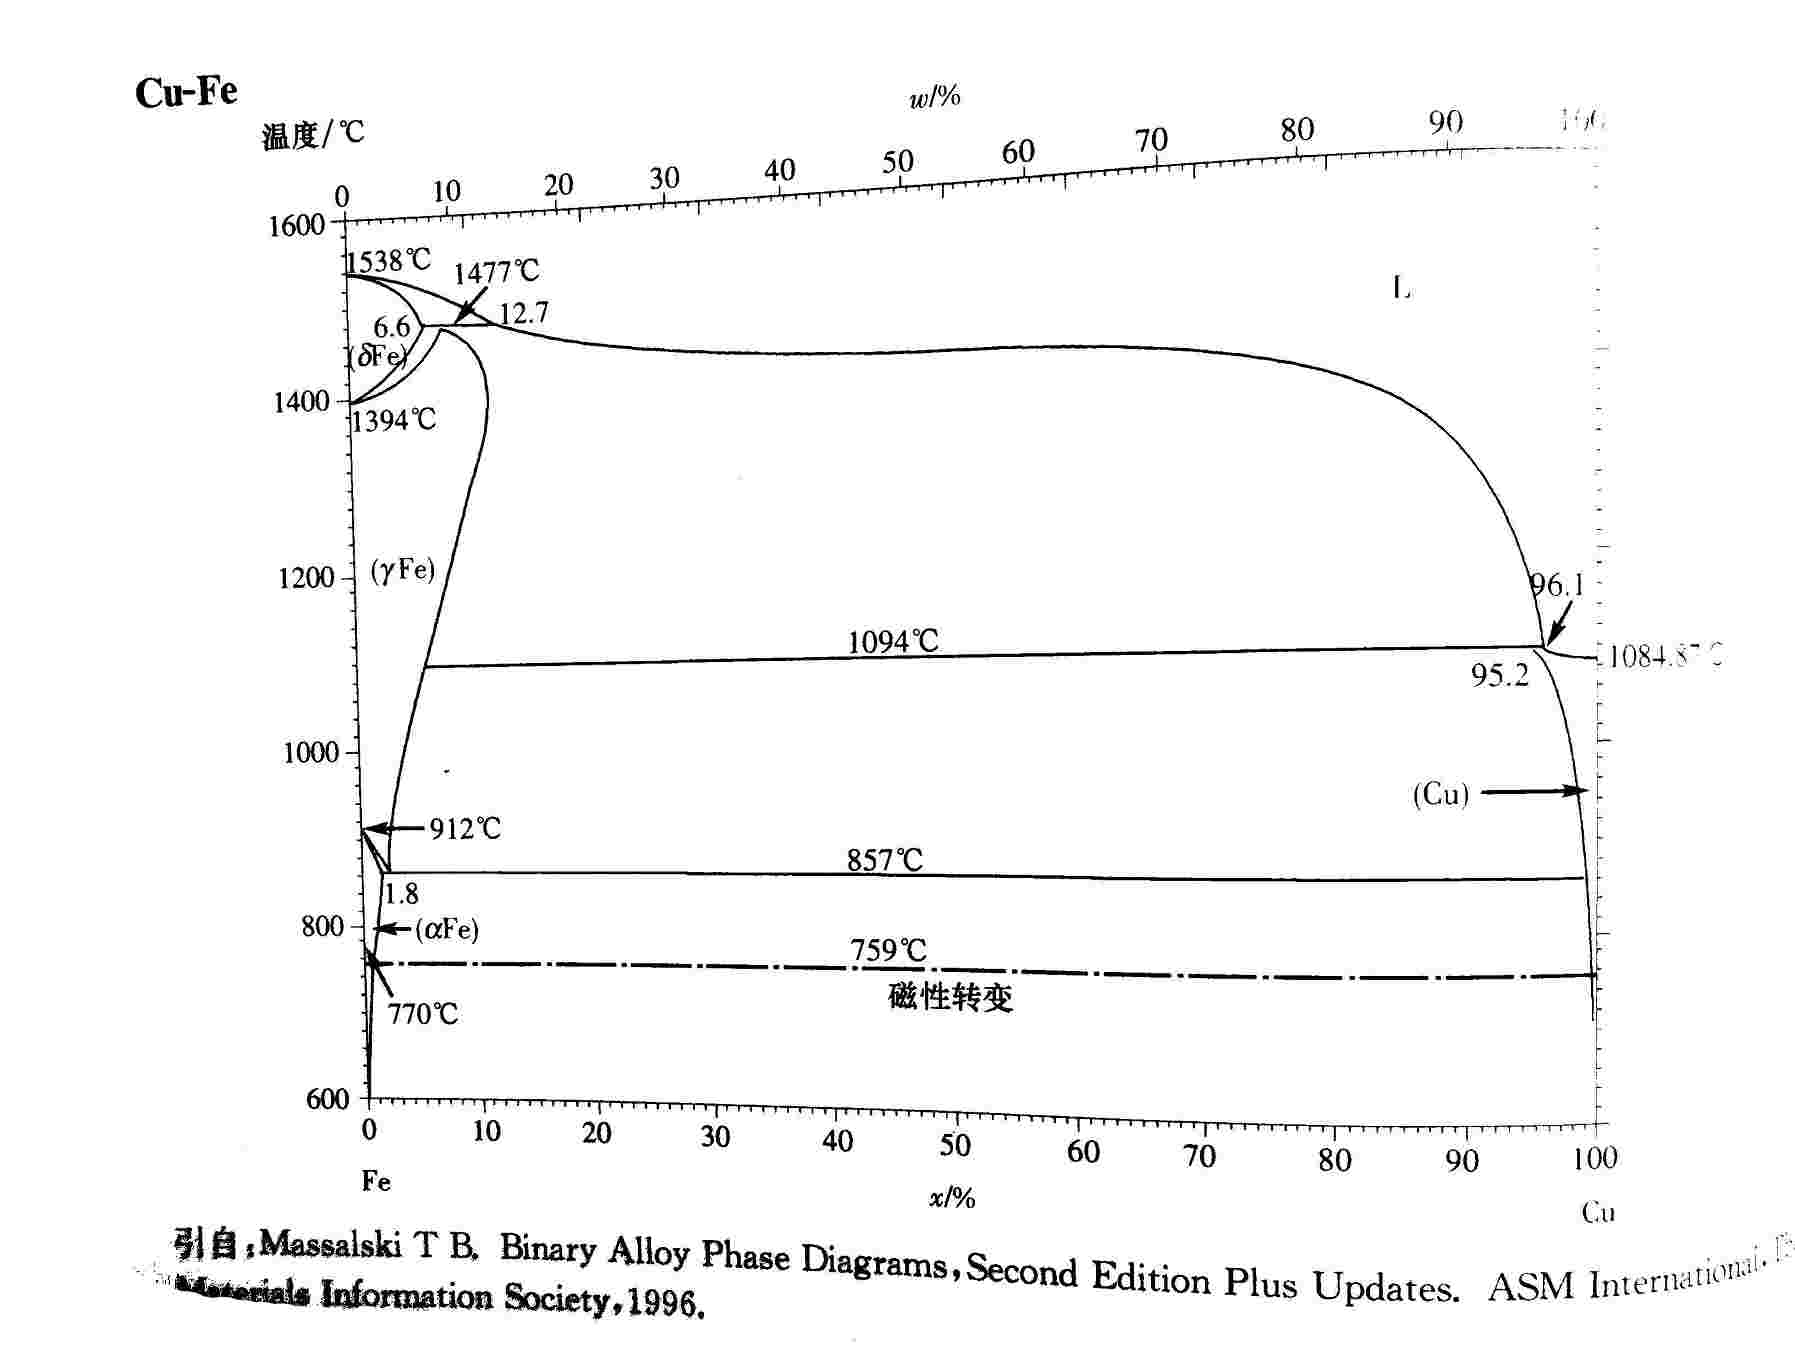 Cu-Fe
温度/℃
w/%
0 10 20 30 40 50 60 70 80 90 100
1600
1538℃
1477℃
12.7
6.6
(δFe)
L
1400
1394℃
1200
(γFe)
96.1
1094℃
95.2
1000
(Cu)
912℃
857℃
1.8
800
(αFe)
759℃
磁性转变
770℃
600
0 10 20 30 40 50 60 70 80 90 100
Fe
x/%
Cu
引自:Massalski T B. Binary Alloy Phase Diagrams,Second Edition Plus Updates. ASM International.
Materials Information Society,1996.